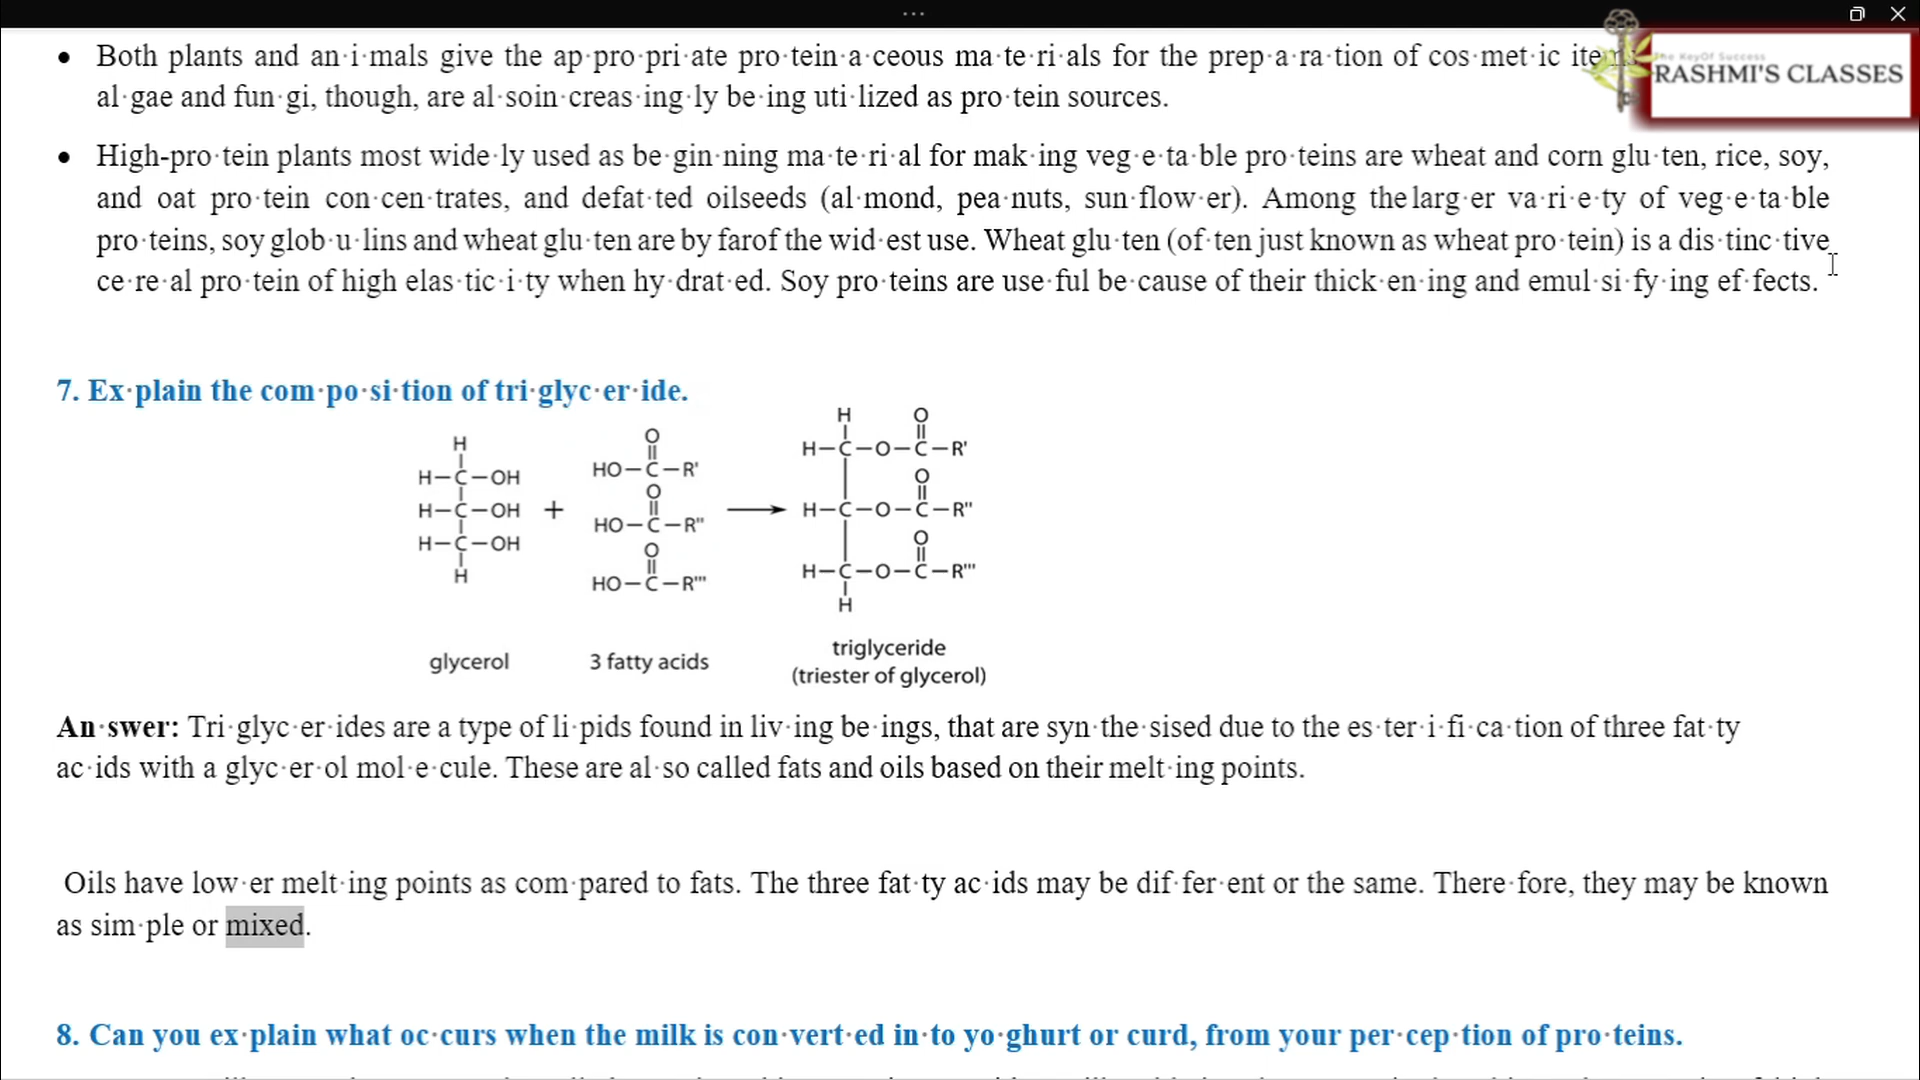 ...
• Both plants and an·i·mals give the ap·pro·pri·ate pro·tein·a·ceous ma·te·ri·als for the prep·a·ra·tion of cos·met·ic
al·gae and fun·gi, though, are al·soin·creas·ing·ly be·ing uti·lized as pro·tein sources.
The KeyOf Success
RASHMI'S CLASSES
• High-pro·tein plants most wide·ly used as be·gin·ning ma·te·ri·al for mak·ing veg·e·ta·ble pro·teins are wheat and corn glu·ten, rice, soy,
and oat pro·tein con·cen·trates, and defat·ted oilseeds (al·mond, pea·nuts, sun·flow·er). Among thelarg·er va·ri·e·ty of veg·e·ta·ble
pro·teins, soy glob·u·lins and wheat glu·ten are by farof the wid·est use. Wheat glu·ten (of·ten just known as wheat pro·tein) is a dis·tinc·tive
ce·re·al pro·tein of high elas·tic·i·ty when hy·drat·ed. Soy pro·teins are use·ful be·cause of their thick·en·ing and emul·si·fy·ing ef·fects.
7. Ex·plain the com·po·si·tion of tri·glyc·er·ide.
H
H–C–OH
H–C–OH
H–C–OH
H
glycerol
+
O
HO–C–R'
O
HO–C–R"
O
HO–C–R'"
3 fatty acids
H O
H–C–O–C–R'
O
H–C–O–C–R"
O
H–C–O–C–R'"
H
triglyceride
(triester of glycerol)
An·swer: Tri·glyc·er·ides are a type of li·pids found in liv·ing be·ings, that are syn·the·sised due to the es·ter·i·fi·ca·tion of three fat·ty
ac·ids with a glyc·er·ol mol·e·cule. These are al·so called fats and oils based on their melt·ing points.
Oils have low·er melt·ing points as com·pared to fats. The three fat·ty ac·ids may be dif·fer·ent or the same. There·fore, they may be known
as sim·ple or mixed.
8. Can you ex·plain what oc·curs when the milk is con·vert·ed in·to yo·ghurt or curd, from your per·cep·tion of pro·teins.